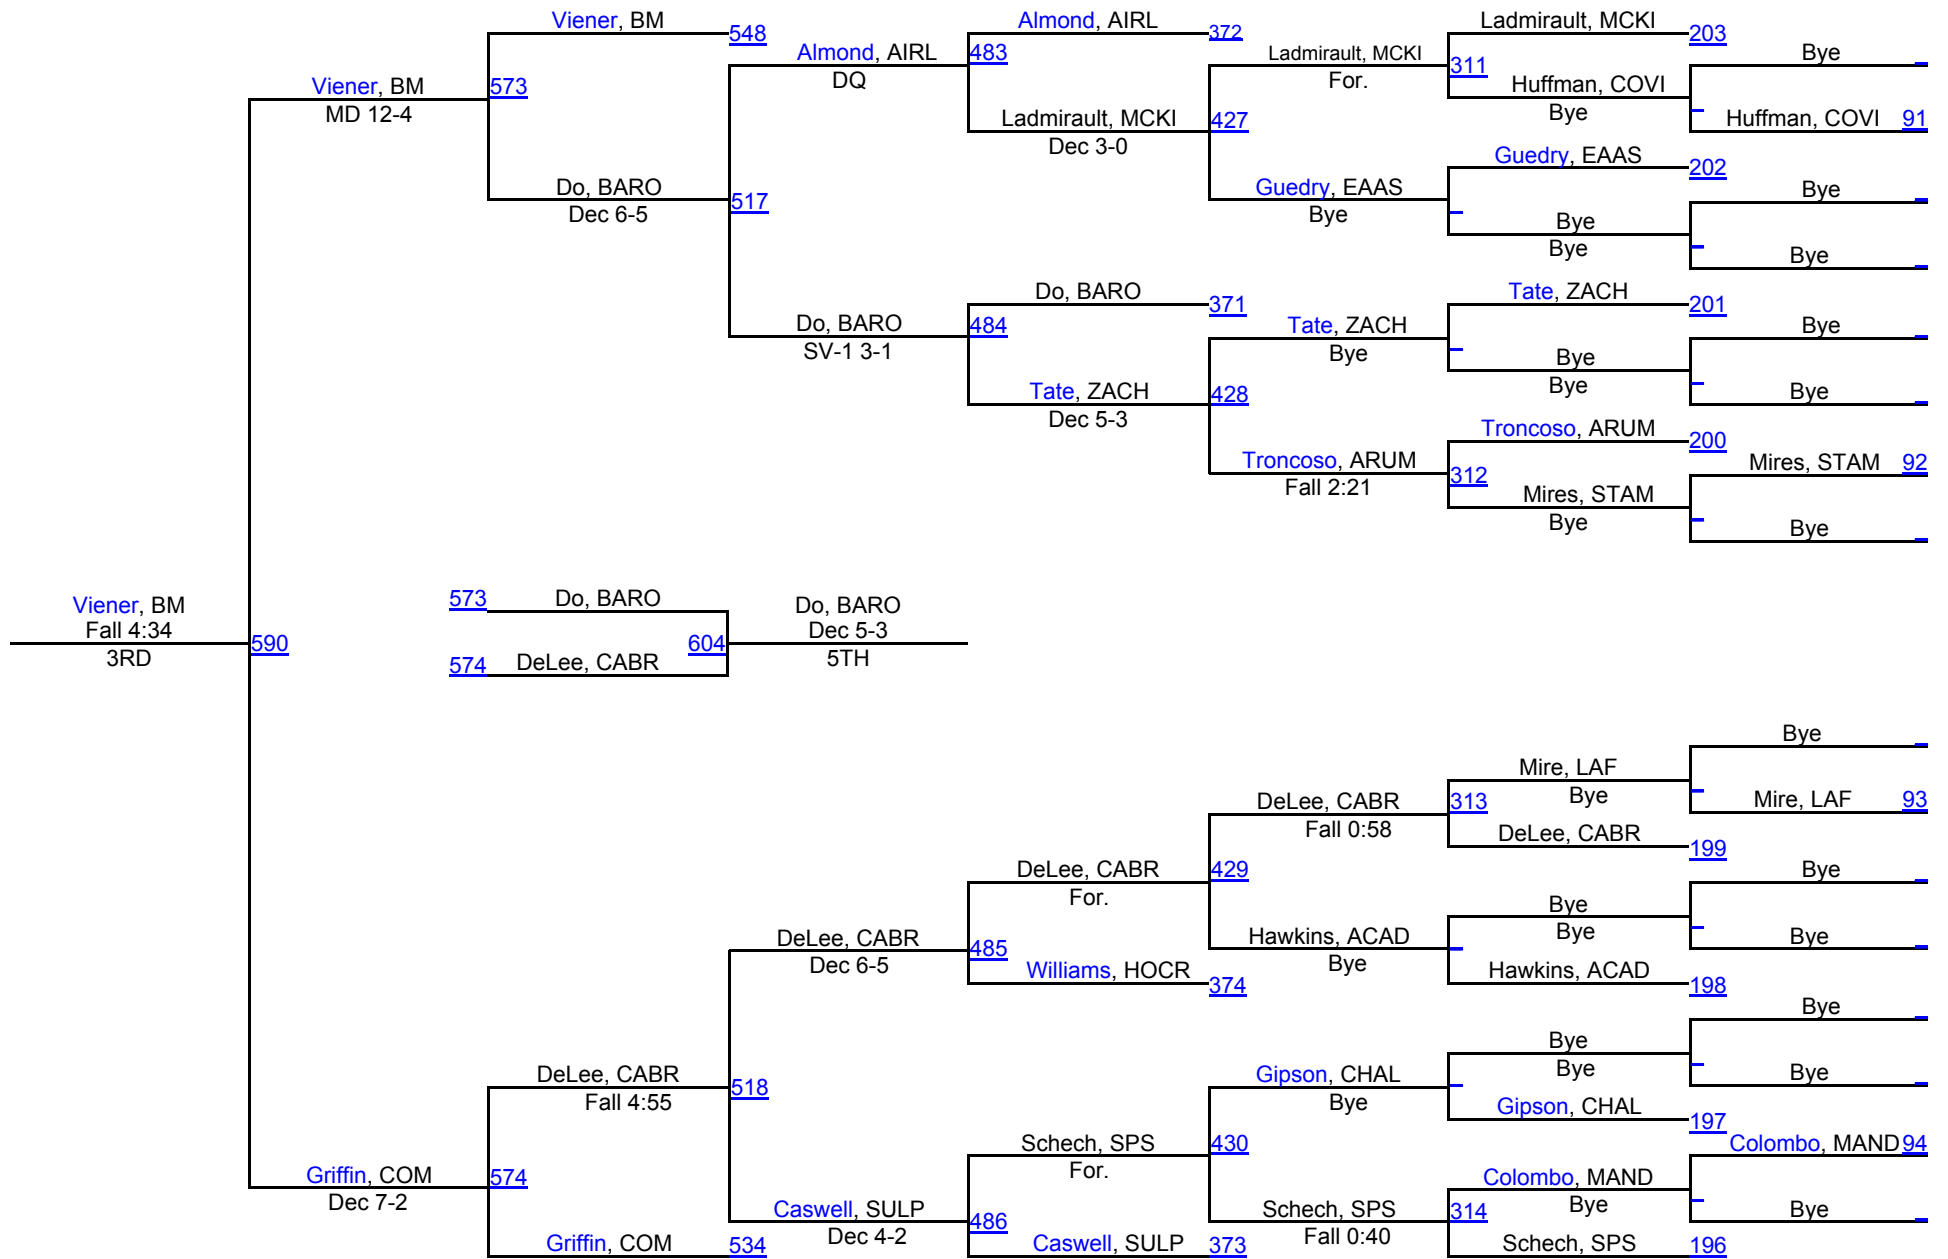 Viener, BM
548
Almond, AIRL
372
Ladmirault, MCKI
203
Almond, AIRL
483
DQ
Ladmirault, MCKI
311
For.
Bye
Viener, BM
573
MD 12-4
Huffman, COVI
Bye
Ladmirault, MCKI
427
Dec 3-0
Huffman, COVI 91
Guedry, EAAS
202
Do, BARO
517
Dec 6-5
Guedry, EAAS
Bye
Bye
Bye
Bye
Bye
Do, BARO
371
Tate, ZACH
201
Do, BARO
484
SV-1 3-1
Tate, ZACH
Bye
Bye
Bye
Bye
Tate, ZACH
428
Dec 5-3
Bye
Troncoso, ARUM
200
Troncoso, ARUM
312
Fall 2:21
Mires, STAM 92
Mires, STAM
Bye
Bye
Viener, BM
Fall 4:34
590
3RD
573 Do, BARO
604
574 DeLee, CABR
Do, BARO
Dec 5-3
5TH
Bye
Mire, LAF
Bye
DeLee, CABR
313
Fall 0:58
Mire, LAF 93
DeLee, CABR
199
DeLee, CABR
429
For.
Bye
Bye
Bye
DeLee, CABR
485
Dec 6-5
Hawkins, ACAD
Bye
Bye
Williams, HOCR
374
Hawkins, ACAD
198
Bye
Bye
Bye
DeLee, CABR
518
Fall 4:55
Gipson, CHAL
Bye
Bye
Gipson, CHAL
197
Schech, SPS
430
For.
Colombo, MAND 94
Griffin, COM
574
Dec 7-2
Colombo, MAND
Bye
Caswell, SULP
486
Dec 4-2
Schech, SPS
314
Fall 0:40
Bye
Griffin, COM 534
Caswell, SULP 373
Schech, SPS 196